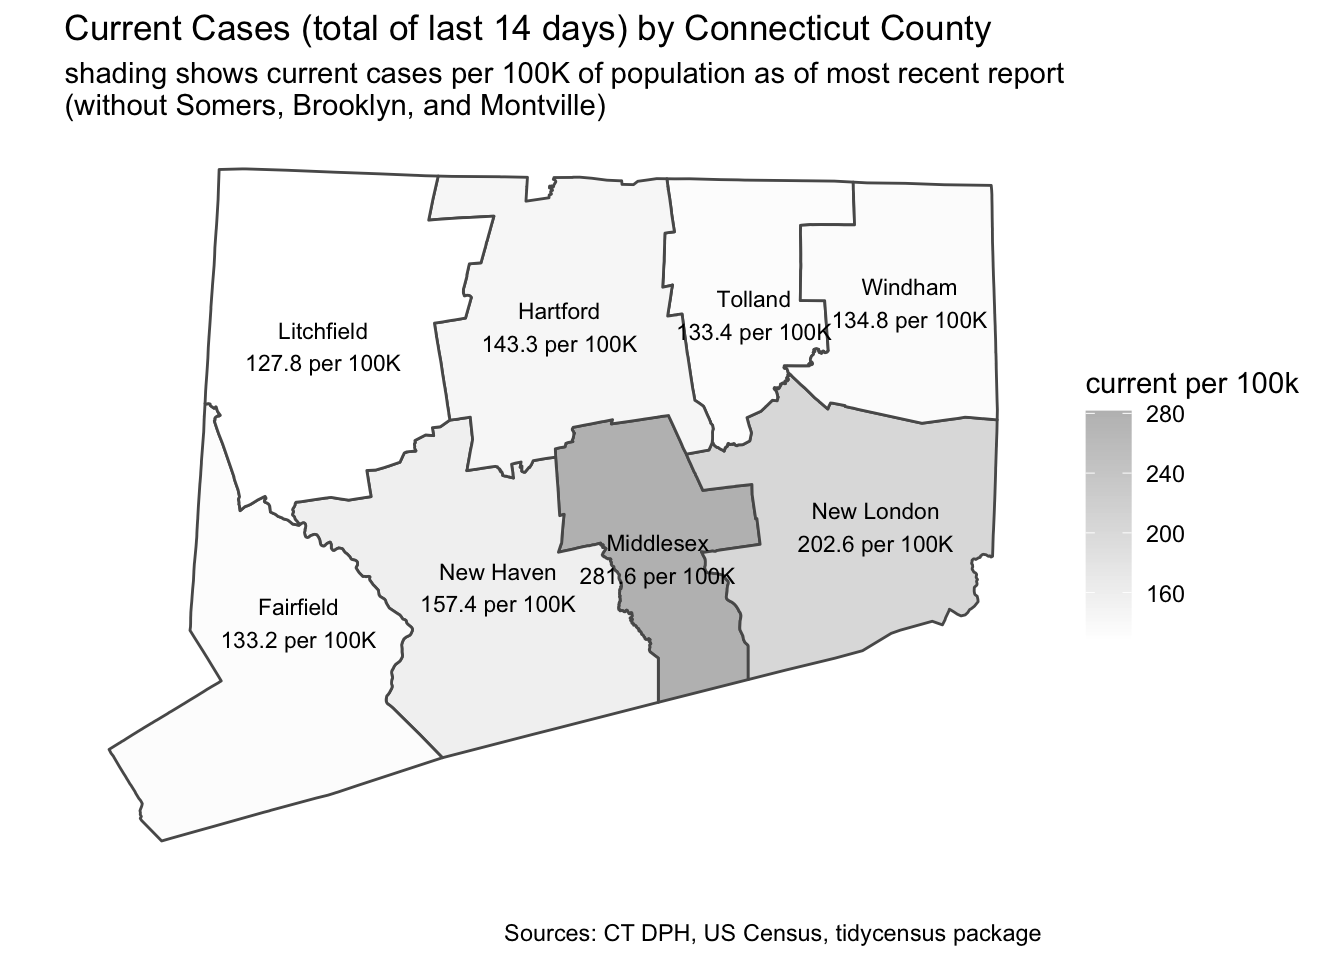 Current Cases (total of last 14 days) by Connecticut County
shading shows current cases per 100K of population as of most recent report
(without Somers, Brooklyn, and Montville)
Litchfield
127.8 per 100K
Hartford
143.3 per 100K
Tolland
133.4 per 100K
Windham
134.8 per 100K
Fairfield
133.2 per 100K
New Haven
157.4 per 100K
Middlesex
281.6 per 100K
New London
202.6 per 100K
current per 100k
280
240
200
160
Sources: CT DPH, US Census, tidycensus package